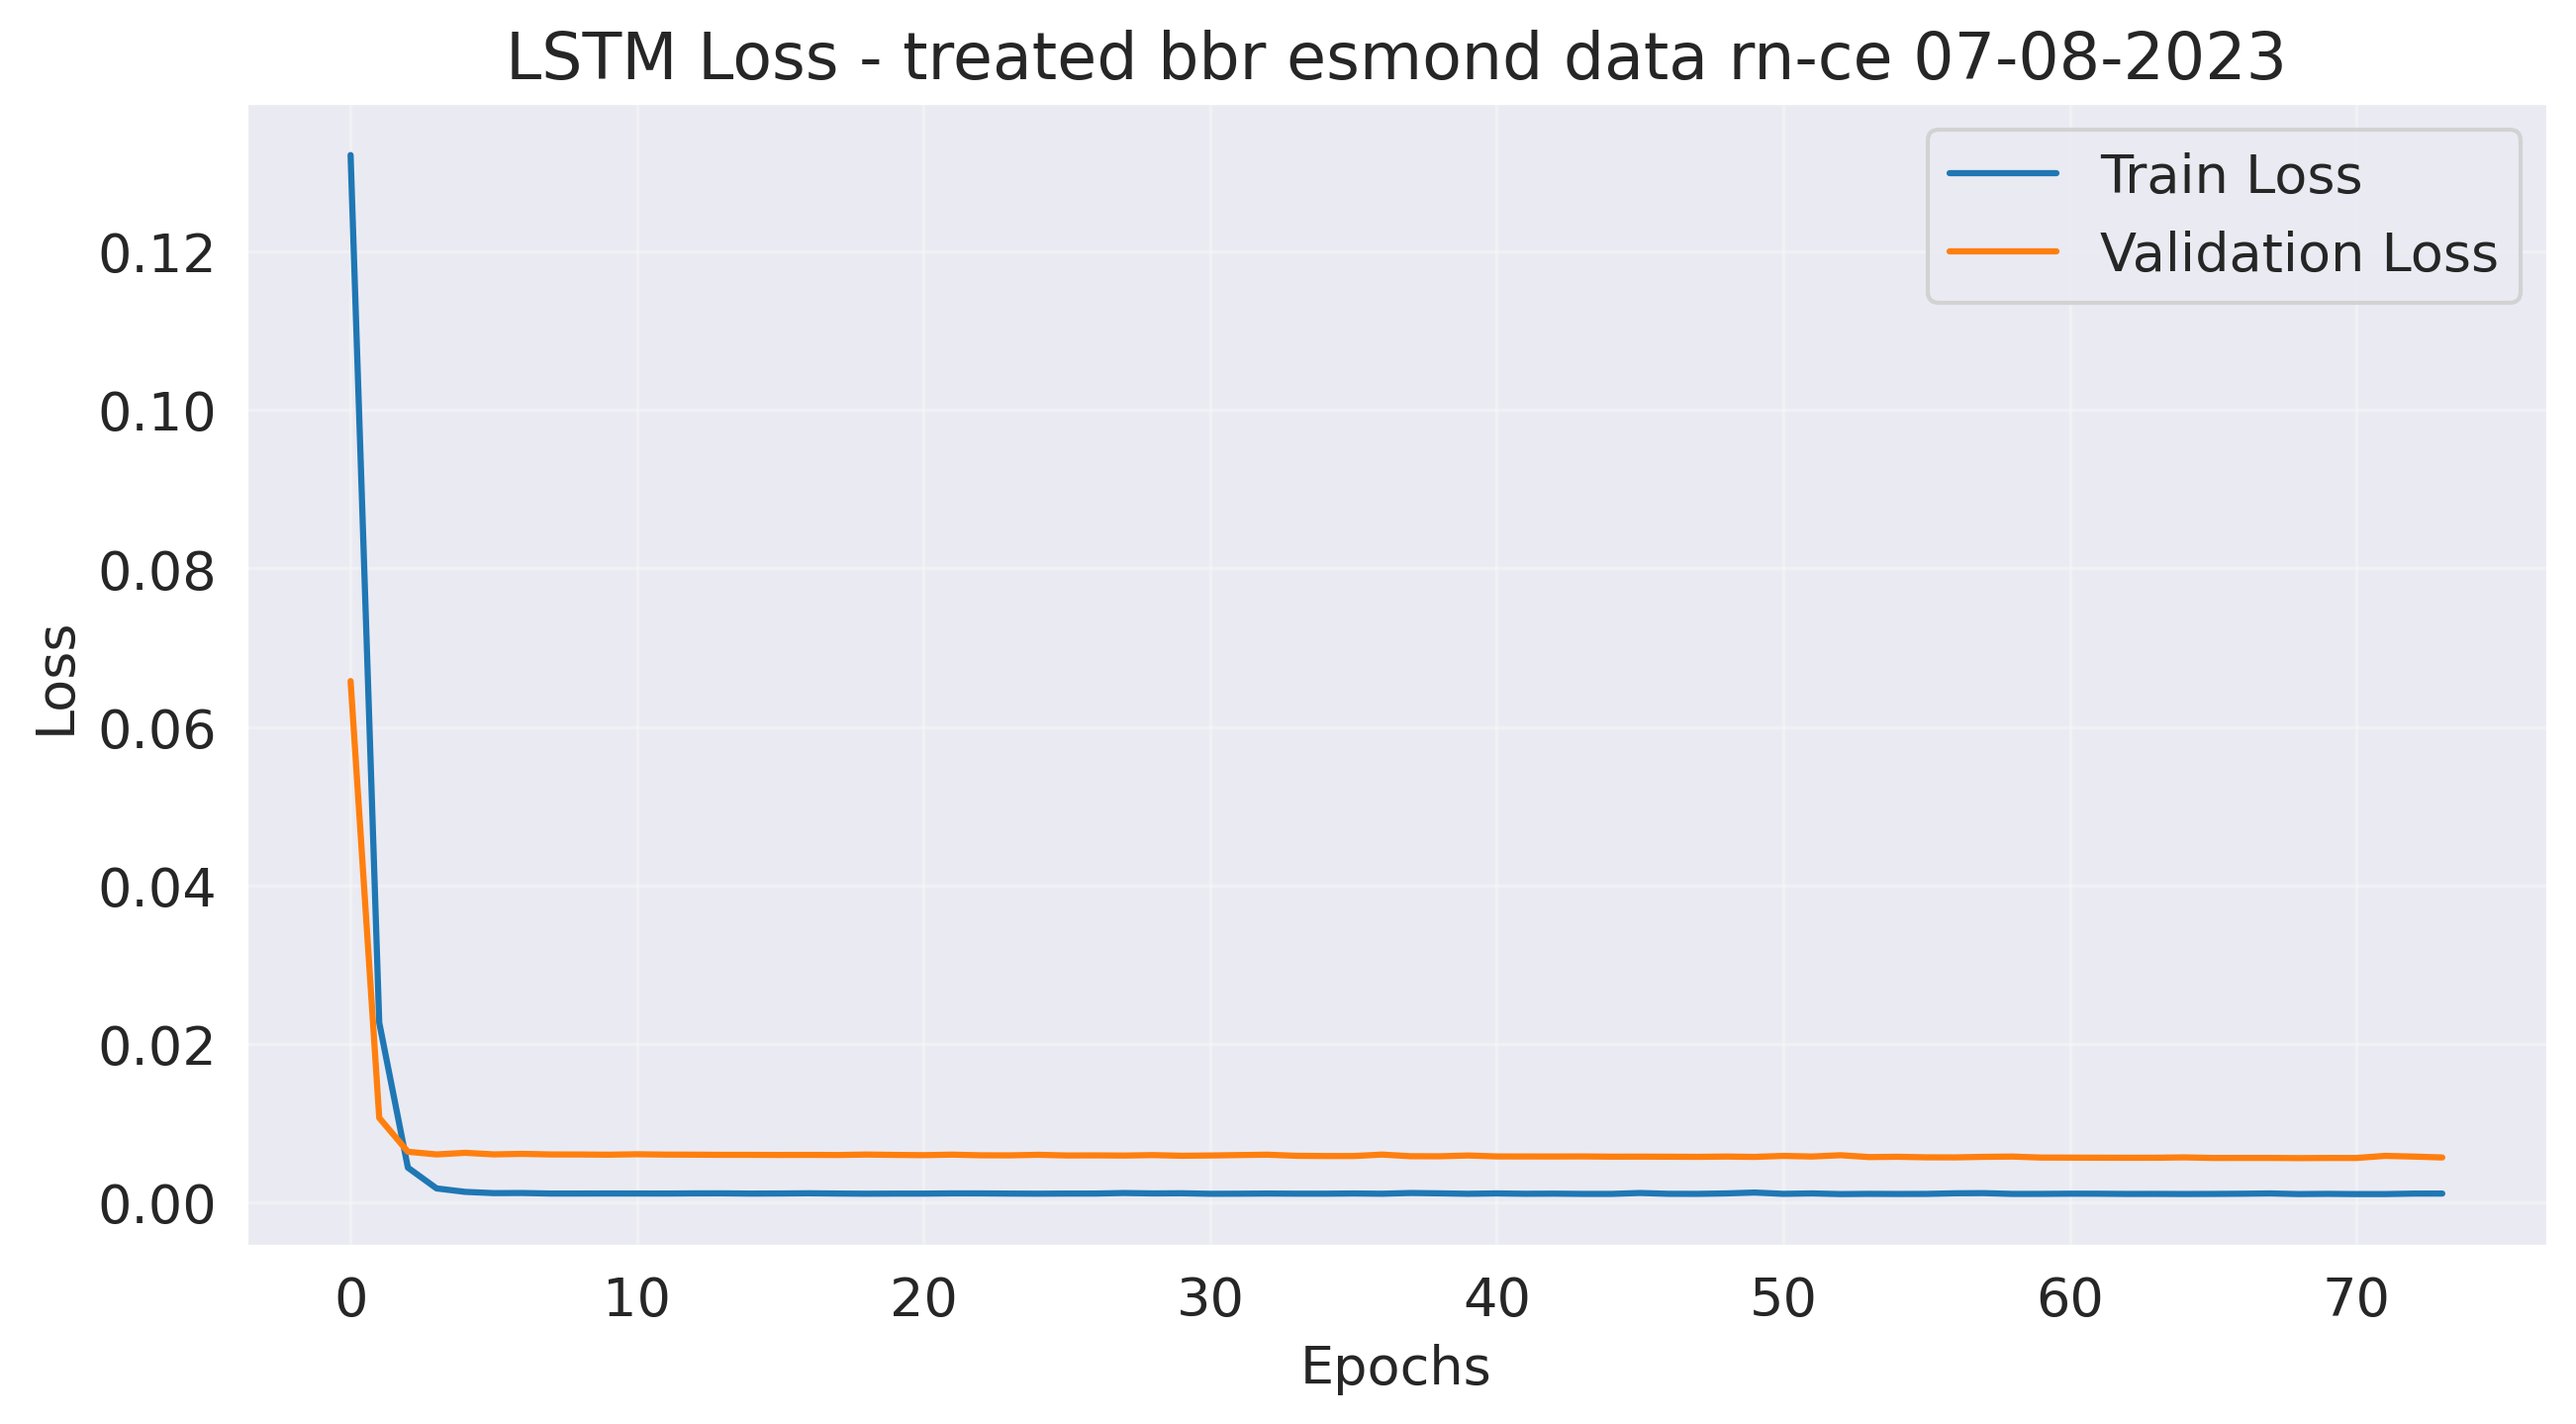 LSTM Loss - treated bbr esmond data rn-ce 07-08-2023
Train Loss
Validation Loss
0.12
0.10
0.08
0.06
0.04
0.02
0.00
Loss
0 10 20 30 40 50 60 70
Epochs